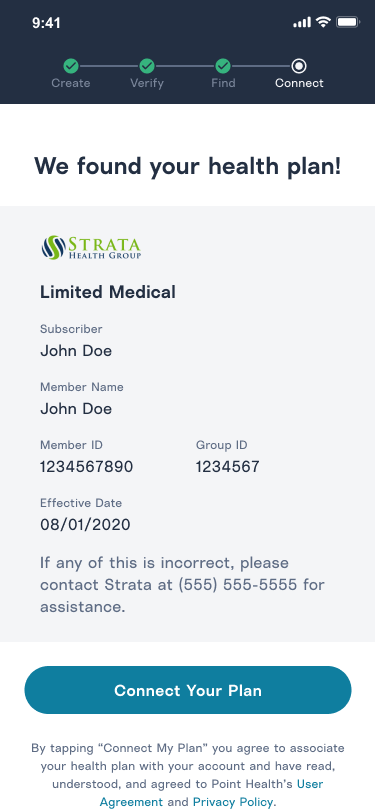 9:41
Create Verify Find Connect
We found your health plan!
STRATA
HEALTH GROUP
Limited Medical
Subscriber
John Doe
Member Name
John Doe
Member ID Group ID
1234567890 1234567
Effective Date
08/01/2020
If any of this is incorrect, please
contact Strata at (555) 555-5555 for
assistance.
Connect Your Plan
By tapping “Connect My Plan” you agree to associate
your health plan with your account and have read,
understood, and agreed to Point Health’s User
Agreement and Privacy Policy.